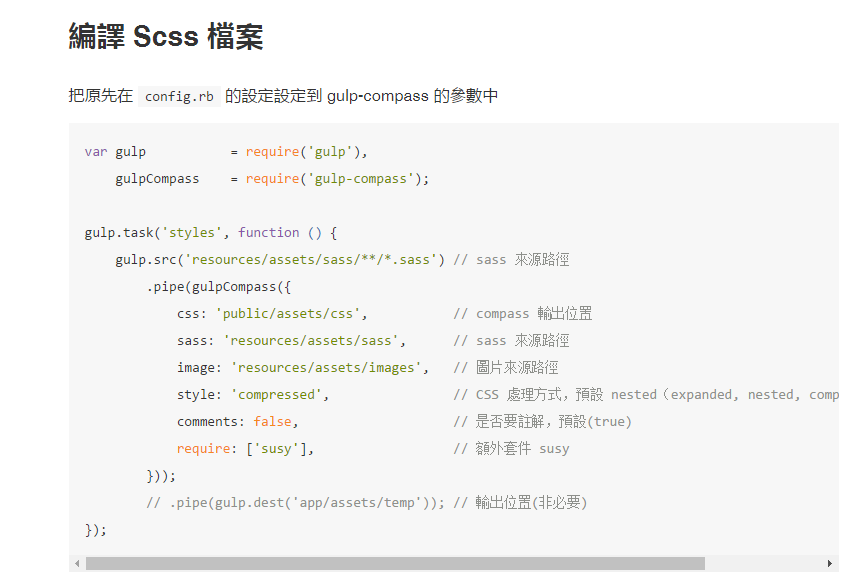 編譯 Scss 檔案
把原先在 config.rb 的設定設定到 gulp-compass 的參數中
var gulp           = require('gulp'),
    gulpCompass    = require('gulp-compass');
gulp.task('styles', function () {
    gulp.src('resources/assets/sass/**/*.sass') // sass 來源路徑
        .pipe(gulpCompass({
            css: 'public/assets/css',           // compass 輸出位置
            sass: 'resources/assets/sass',      // sass 來源路徑
            image: 'resources/assets/images',   // 圖片來源路徑
            style: 'compressed',                // CSS 處理方式，預設 nested（expanded, nested, comp
            comments: false,                    // 是否要註解，預設(true)
            require: ['susy'],                  // 額外套件 susy
        }));
        // .pipe(gulp.dest('app/assets/temp')); // 輸出位置(非必要)
});